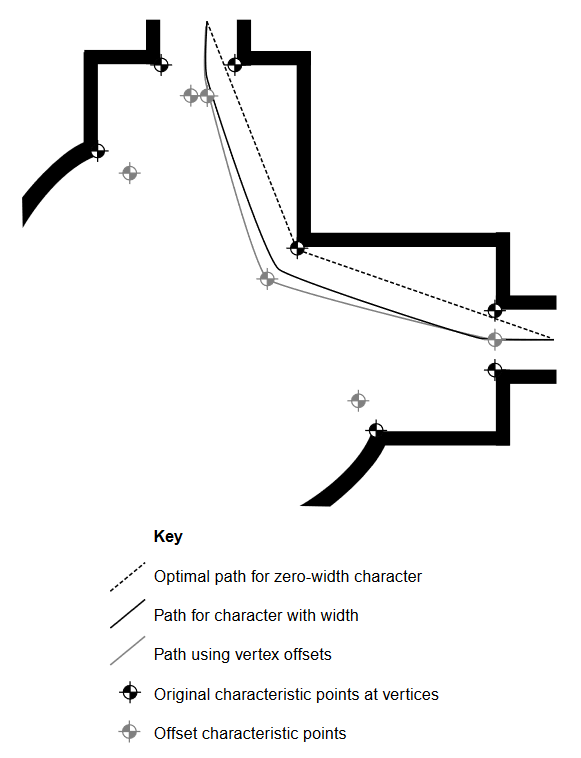 Key
Optimal path for zero-width character
Path for character with width
Path using vertex offsets
Original characteristic points at vertices
Offset characteristic points